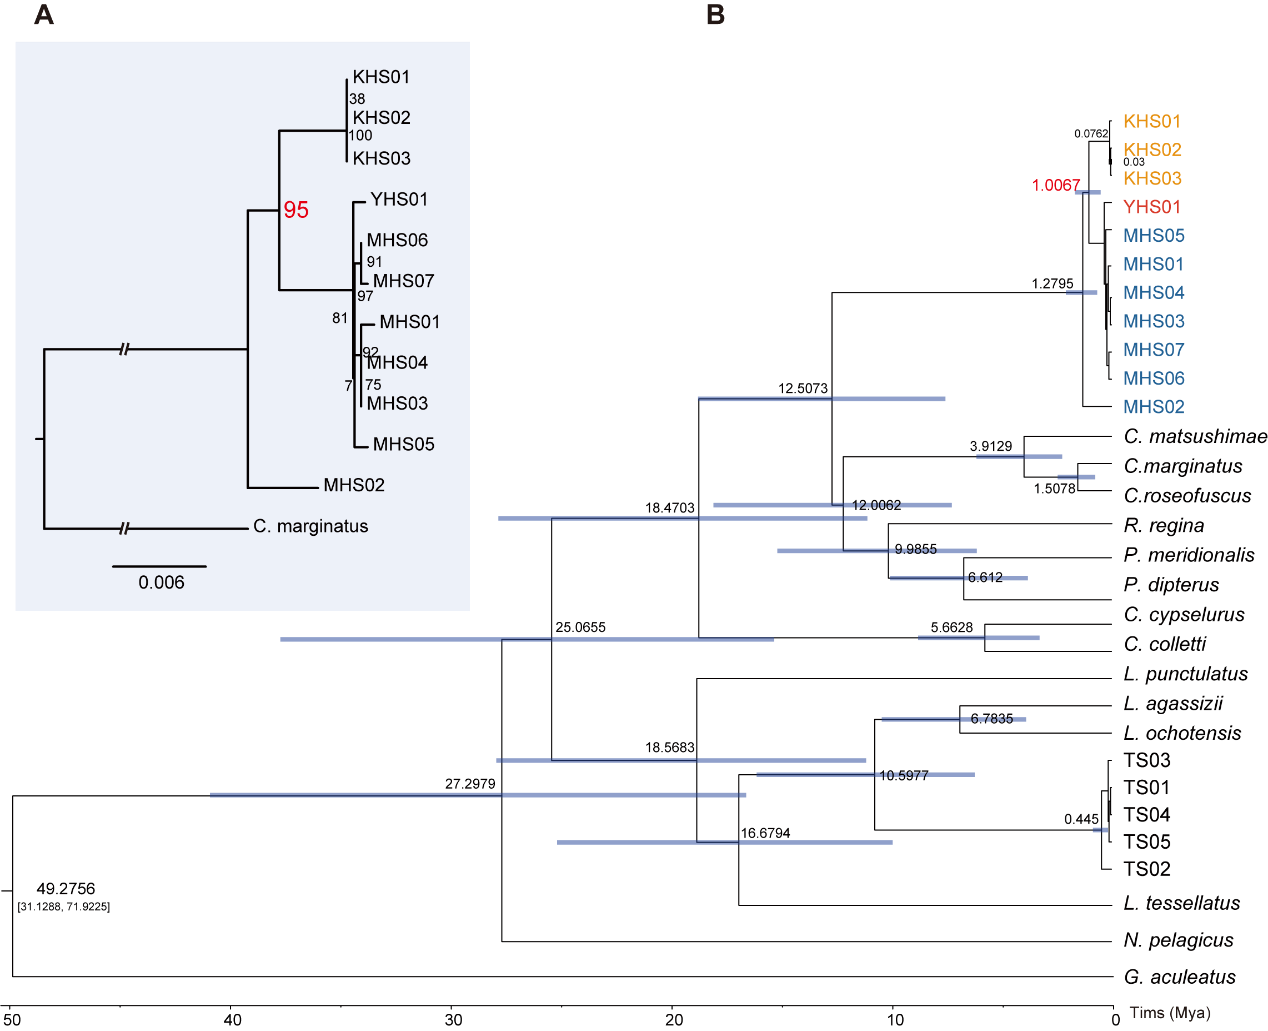 A
B
KHS01
38
KHS02
100
KHS03
YHS01
95
MHS06
91
MHS07
97
81
MHS01
92
MHS04
7
75
MHS03
MHS05
MHS02
C. marginatus
0.006
KHS01
0.0762
KHS02
0.03
KHS03
1.0067
YHS01
MHS05
MHS01
1.2795
MHS04
MHS03
MHS07
MHS06
12.5073
MHS02
C. matsushimae
3.9129
C.marginatus
1.5078
C.roseofuscus
18.4703
12.0062
R. regina
9.9855
P. meridionalis
6.612
P. dipterus
C. cypselurus
25.0655
5.6628
C. colletti
L. punctulatus
L. agassizii
6.7835
L. ochotensis
18.5683
TS03
10.5977
TS01
27.2979
TS04
0.445
16.6794
TS05
TS02
49.2756
[31.1288, 71.9225]
L. tessellatus
N. pelagicus
G. aculeatus
50
40
30
20
10
0
Tims (Mya)